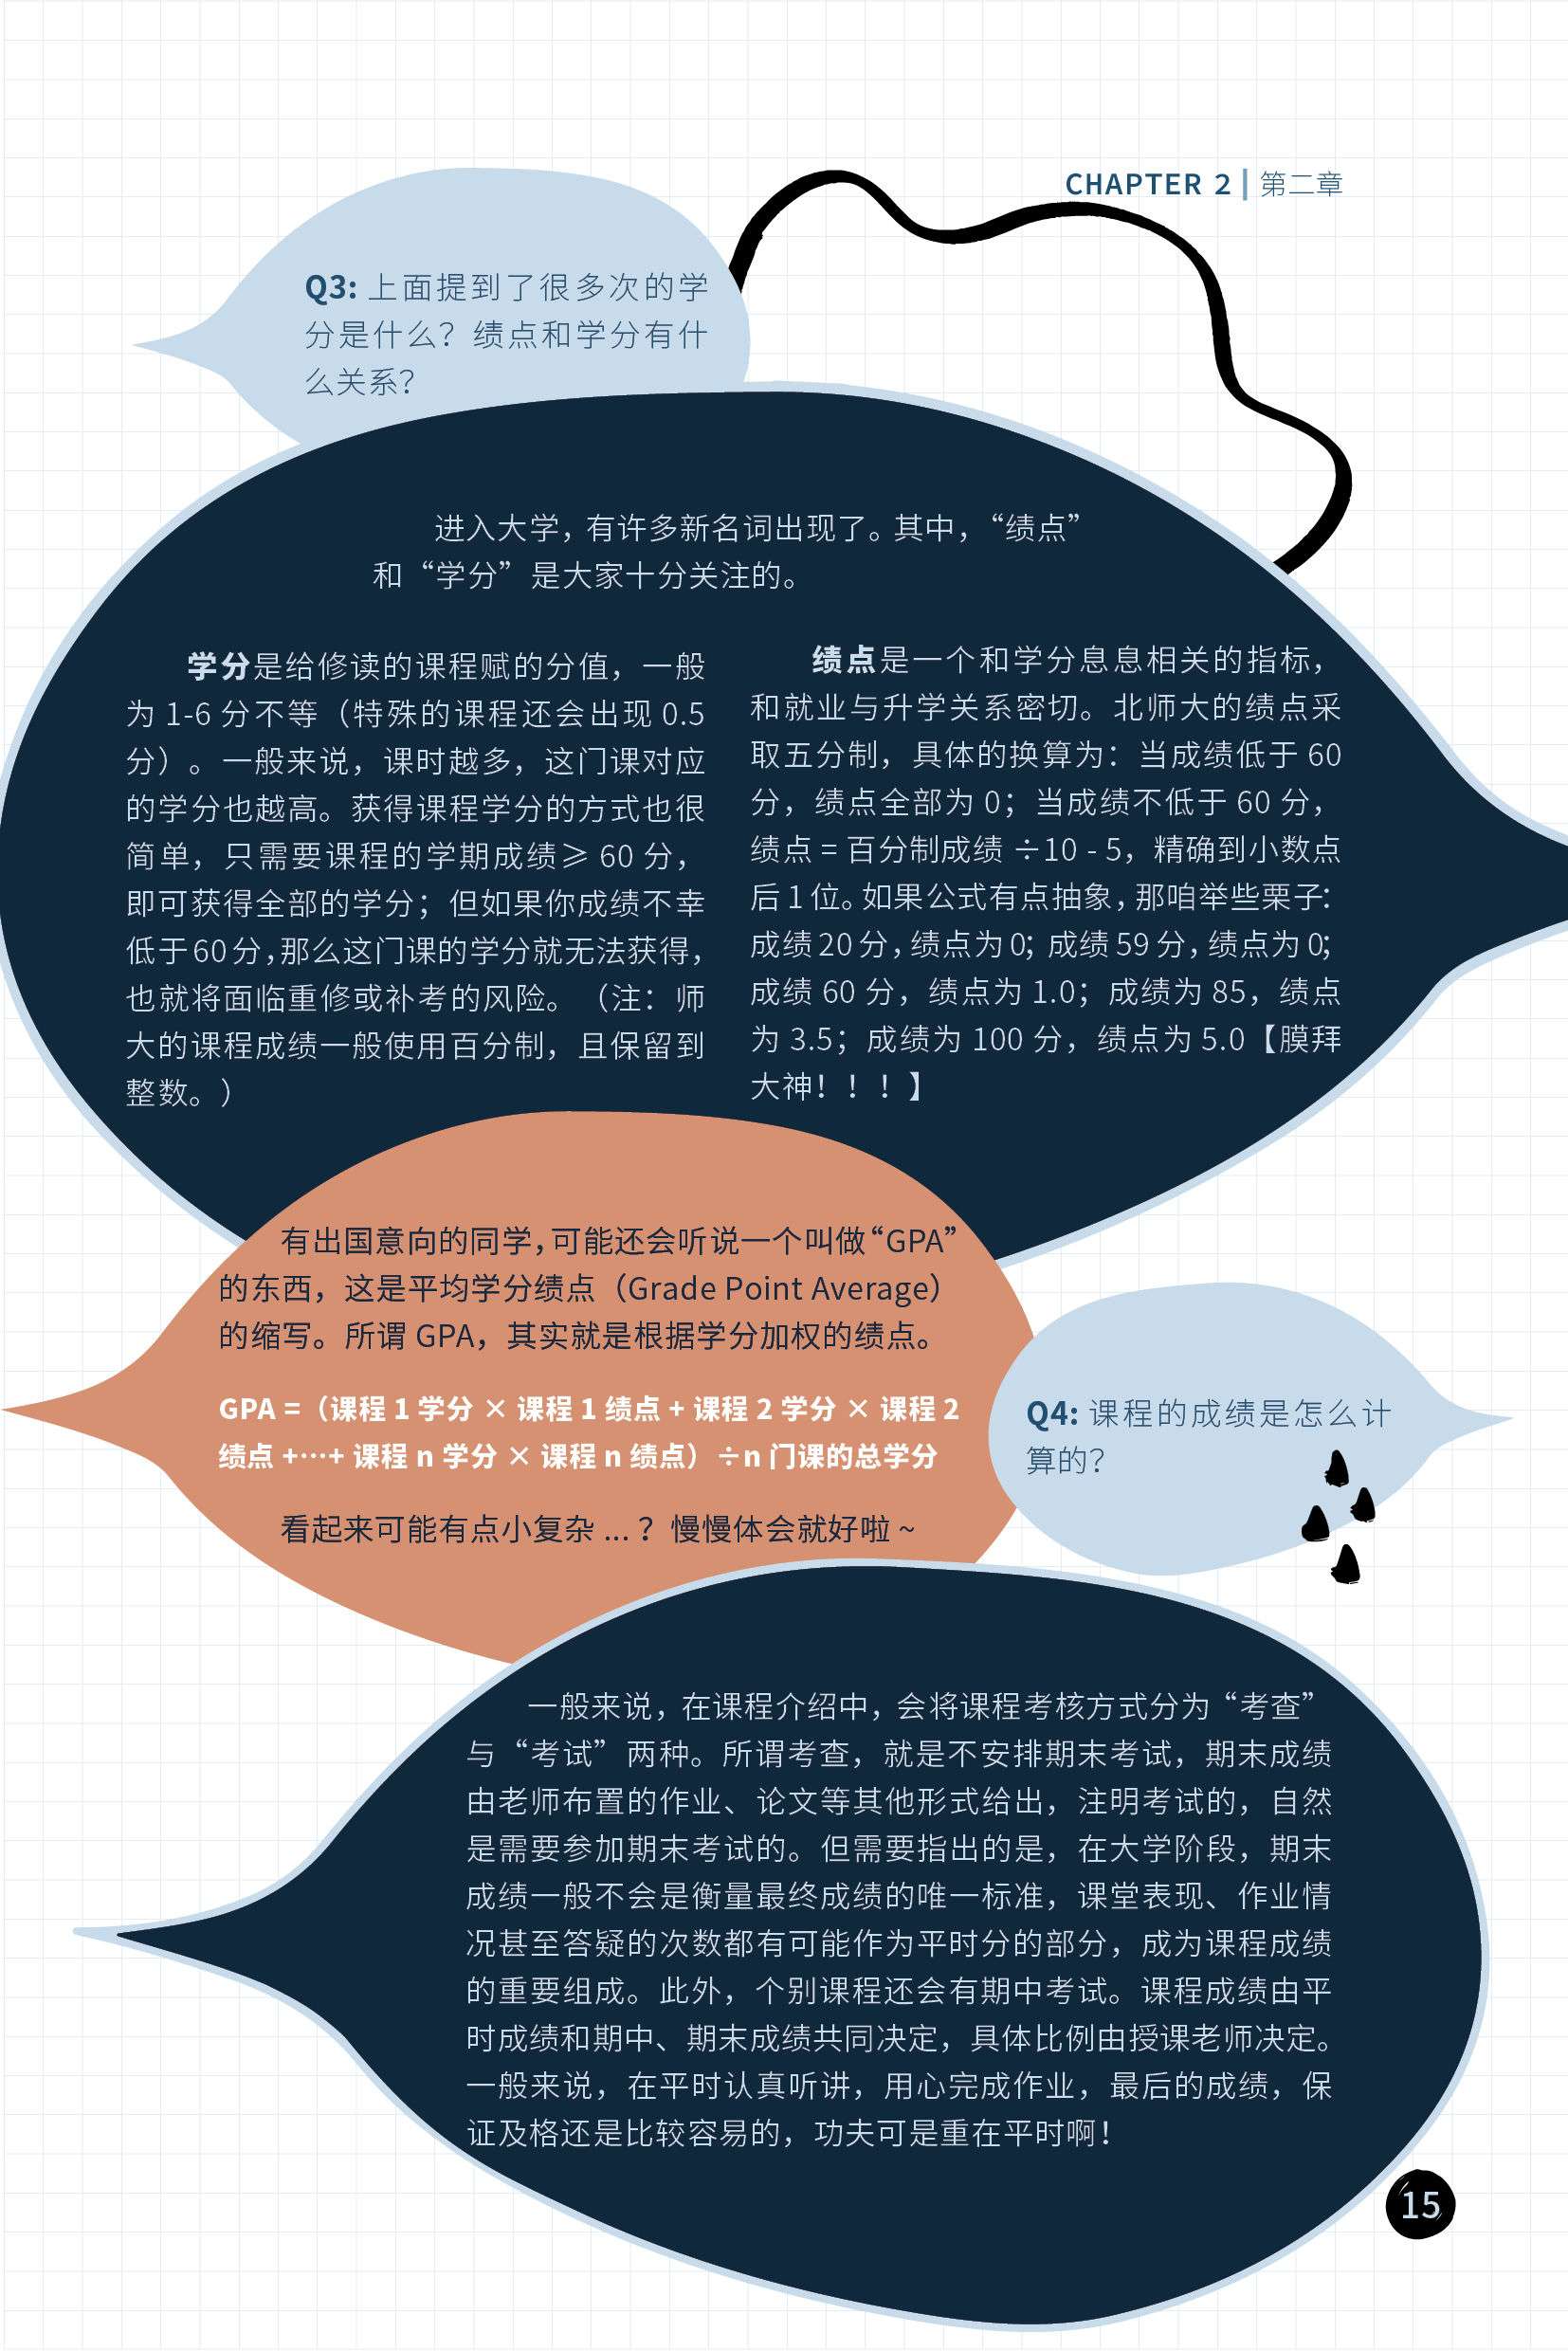 CHAPTER 2 | 第二章
Q3: 上面提到了很多次的学
分是什么？绩点和学分有什
么关系？
进入大学，有许多新名词出现了。其中，“绩点”
和“学分”是大家十分关注的。
学分是给修读的课程赋的分值，一般
为 1-6 分不等（特殊的课程还会出现 0.5
分）。一般来说，课时越多，这门课对应
的学分也越高。获得课程学分的方式也很
简单，只需要课程的学期成绩≥ 60 分，
即可获得全部的学分；但如果你成绩不幸
低于 60 分，那么这门课的学分就无法获得，
也就将面临重修或补考的风险。（注：师
大的课程成绩一般使用百分制，且保留到
整数。）
绩点是一个和学分息息相关的指标，
和就业与升学关系密切。北师大的绩点采
取五分制，具体的换算为：当成绩低于 60
分，绩点全部为 0；当成绩不低于 60 分，
绩点 = 百分制成绩 ÷10 - 5，精确到小数点
后 1 位。如果公式有点抽象，那咱举些栗子：
成绩 20 分，绩点为 0；成绩 59 分，绩点为 0；
成绩 60 分，绩点为 1.0；成绩为 85，绩点
为 3.5；成绩为 100 分，绩点为 5.0【膜拜
大神！！！】
有出国意向的同学，可能还会听说一个叫做“GPA”
的东西，这是平均学分绩点（Grade Point Average）
的缩写。所谓 GPA，其实就是根据学分加权的绩点。
GPA =（课程 1 学分 × 课程 1 绩点 + 课程 2 学分 × 课程 2
绩点 +…+ 课程 n 学分 × 课程 n 绩点）÷n 门课的总学分
看起来可能有点小复杂 ...？慢慢体会就好啦 ~
Q4: 课程的成绩是怎么计
算的？
一般来说，在课程介绍中，会将课程考核方式分为“考查”
与“考试”两种。所谓考查，就是不安排期末考试，期末成绩
由老师布置的作业、论文等其他形式给出，注明考试的，自然
是需要参加期末考试的。但需要指出的是，在大学阶段，期末
成绩一般不会是衡量最终成绩的唯一标准，课堂表现、作业情
况甚至答疑的次数都有可能作为平时分的部分，成为课程成绩
的重要组成。此外，个别课程还会有期中考试。课程成绩由平
时成绩和期中、期末成绩共同决定，具体比例由授课老师决定。
一般来说，在平时认真听讲，用心完成作业，最后的成绩，保
证及格还是比较容易的，功夫可是重在平时啊！
15